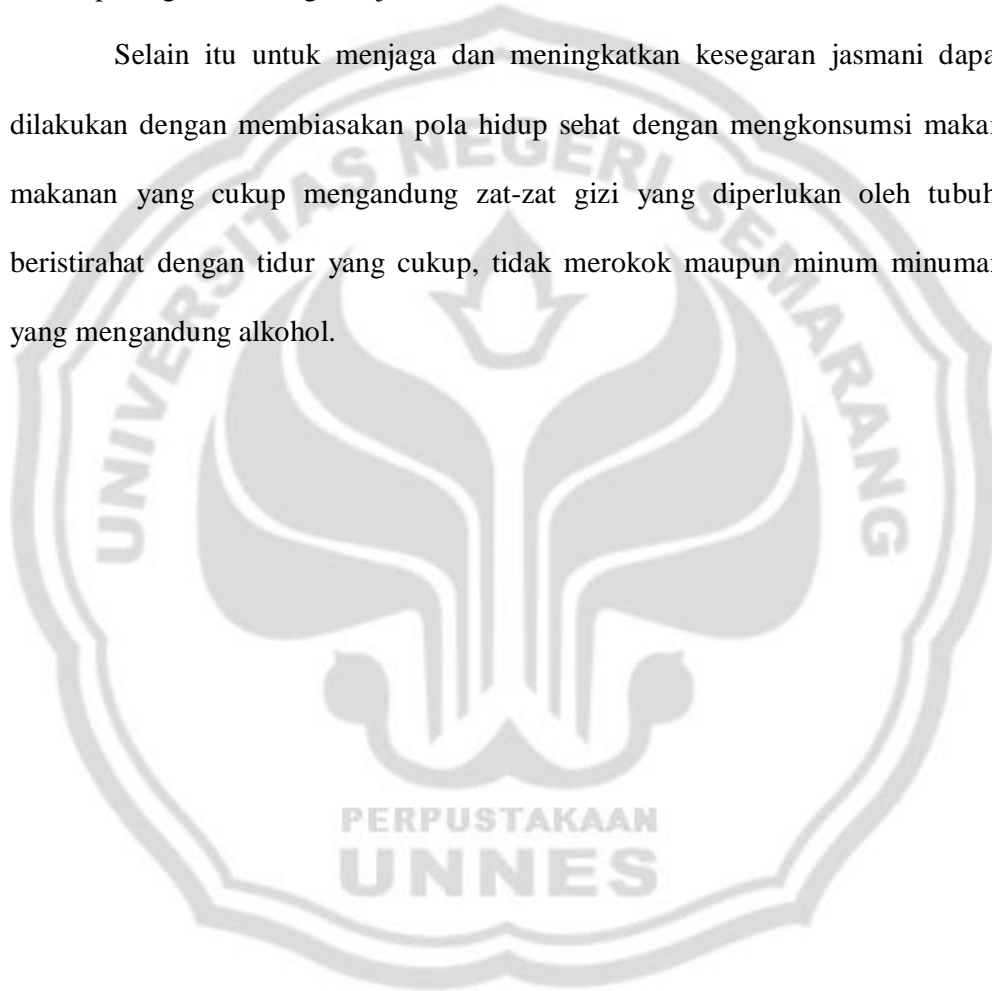 Selain itu untuk menjaga dan meningkatkan kesegaran jasmani dapa
dilakukan dengan membiasakan pola hidup sehat dengan mengkonsumsi maka
makanan yang cukup mengandung zat-zat gizi yang diperlukan oleh tubuh
beristirahat dengan tidur yang cukup, tidak merokok maupun minum minuma
yang mengandung alkohol.
UNIVERSITAS NEGERI SEMARANG
PERPUSTAKAAN
UNNES